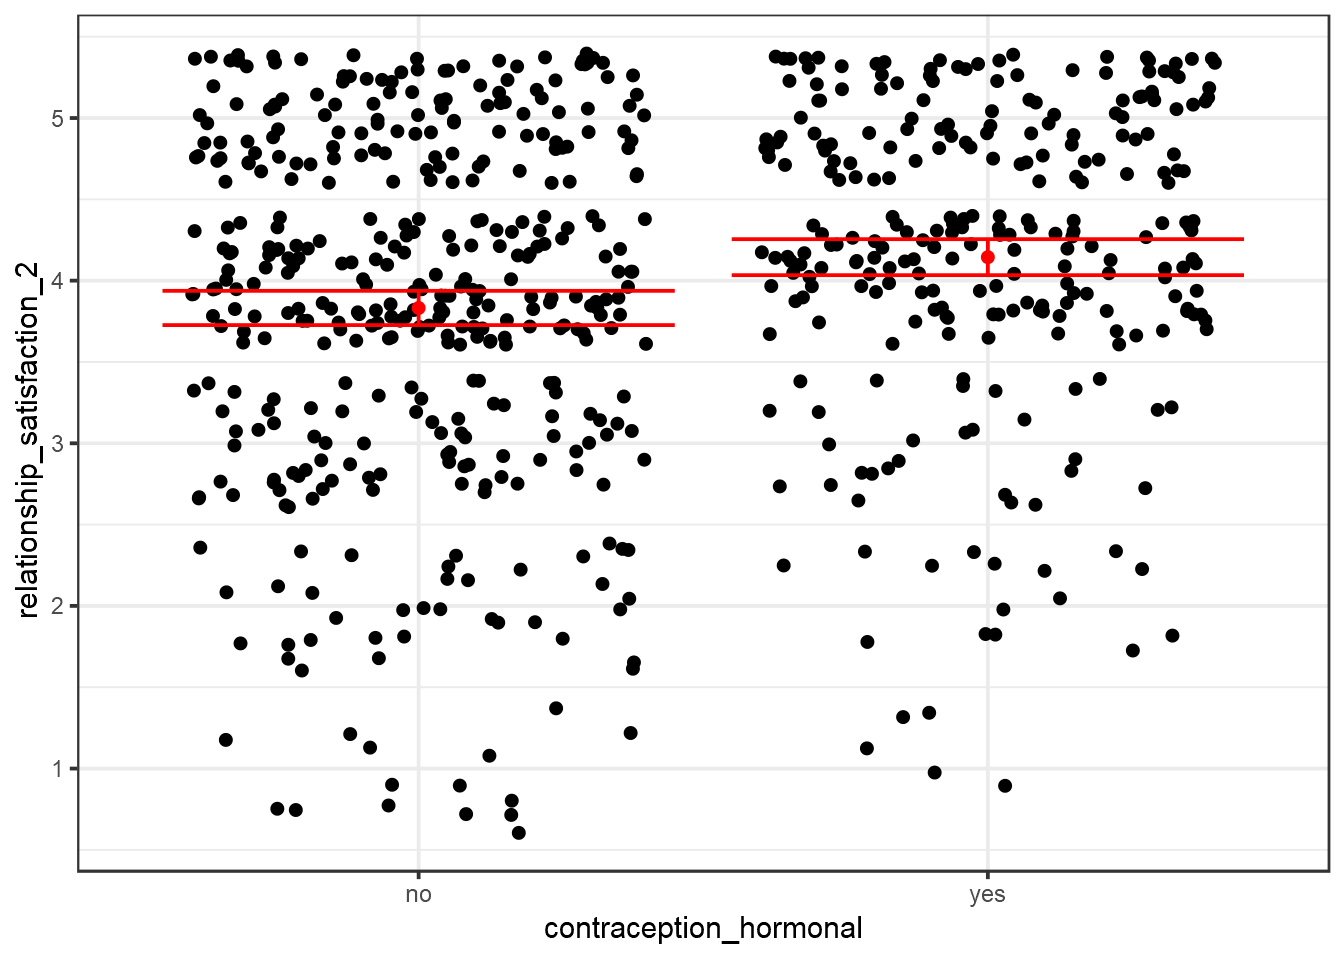 relationship_satisfaction_2
5
4
3
2
1
no
yes
contraception_hormonal